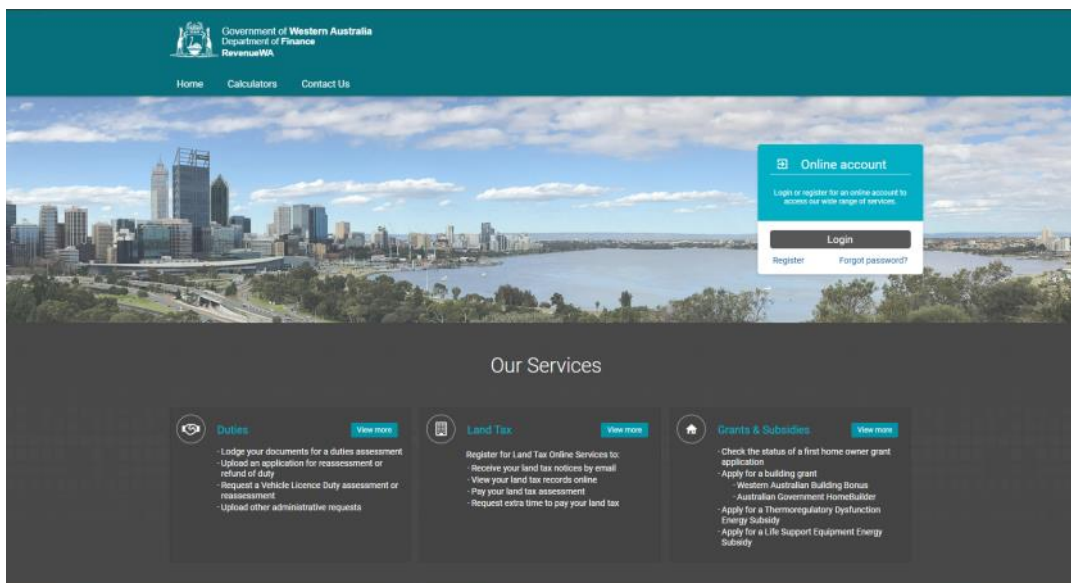 Government of Western Australia
Department of Finance
RevenueWA
Home
Calculators
Contact Us
Online account
Login or register for an online account to
access our wide range of services.
Login
Register
Forgot password?
Our Services
Duties
View more
- Lodge your documents for a duties assessment
- Upload an application for reassessment or
refund of duty
- Request a Vehicle Licence Duty assessment or
reassessment
- Upload other administrative requests
Land Tax
View more
Register for Land Tax Online Services to:
- Receive your land tax notices by email
- View your land tax records online
- Pay your land tax assessment
- Request extra time to pay your land tax
Grants & Subsidies
View more
- Check the status of a first home owner grant
application
- Apply for a building grant
- Western Australian Building Bonus
- Australian Government HomeBuilder
- Apply for a Thermoregulatory Dysfunction
Energy Subsidy
- Apply for a Life Support Equipment Energy
Subsidy